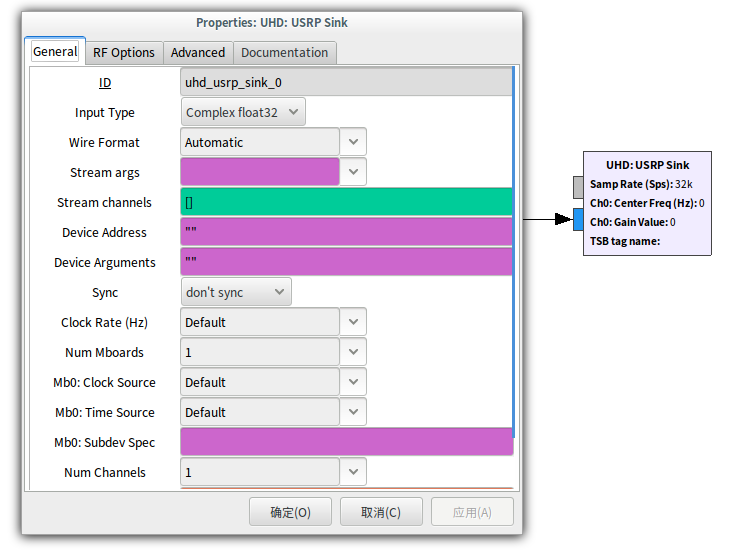 Properties: UHD: USRP Sink
General RF Options Advanced Documentation
ID uhd_usrp_sink_0
Input Type Complex float32
Wire Format Automatic
Stream args
Stream channels []
Device Address ""
Device Arguments ""
Sync don't sync
Clock Rate (Hz) Default
Num Mboards 1
Mb0: Clock Source Default
Mb0: Time Source Default
Mb0: Subdev Spec
Num Channels 1
确定(O) 取消(C) 应用(A)
UHD: USRP Sink
Samp Rate (Sps): 32k
Ch0: Center Freq (Hz): 0
Ch0: Gain Value: 0
TSB tag name: